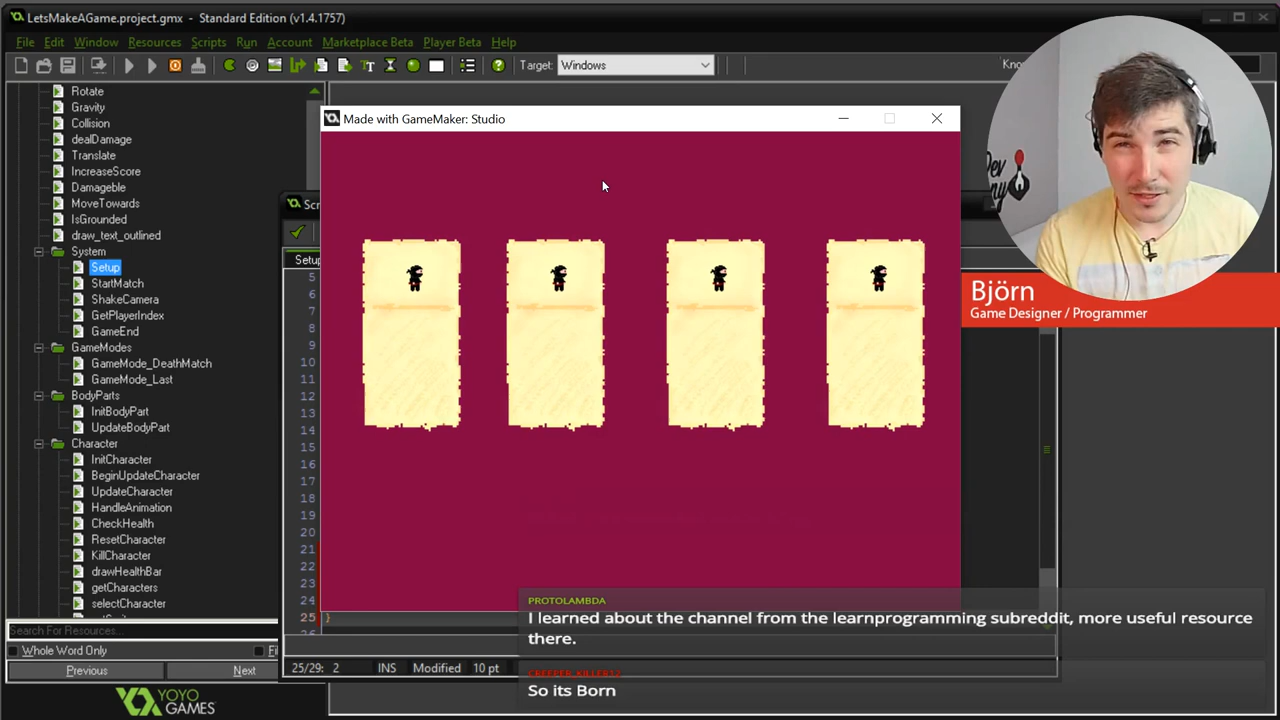 LetsMakeAGame.project.gmx - Standard Edition (v1.4.1757)
File Edit Window Resources Scripts Run Account Marketplace Beta Player Beta Help
Target: Windows
Rotate
Gravity
Collision
dealDamage
Translate
IncreaseScore
Damageable
MoveTowards
IsGrounded
draw_text_outlined
System
Setup
StartMatch
ShakeCamera
GetPlayerIndex
GameEnd
GameModes
GameMode_DeathMatch
GameMode_Last
BodyParts
InitBodyPart
UpdateBodyPart
Character
InitCharacter
BeginUpdateCharacter
UpdateCharacter
HandleAnimation
CheckHealth
ResetCharacter
KillCharacter
drawHealthBar
getCharacters
selectCharacter
Search For Resources...
Whole Word Only
Previous Next
YOYO
GAMES
Made with GameMaker: Studio
Setup
5
6
7
8
9
10
11
12
13
14
15
16
17
18
19
20
21
22
23
24
25 }
25/29: 2 INS Modified 10 pt
Björn
Game Designer / Programmer
PROTOLAMBDA
I learned about the channel from the learnprogramming subreddit, more useful resource
there.
So its Born